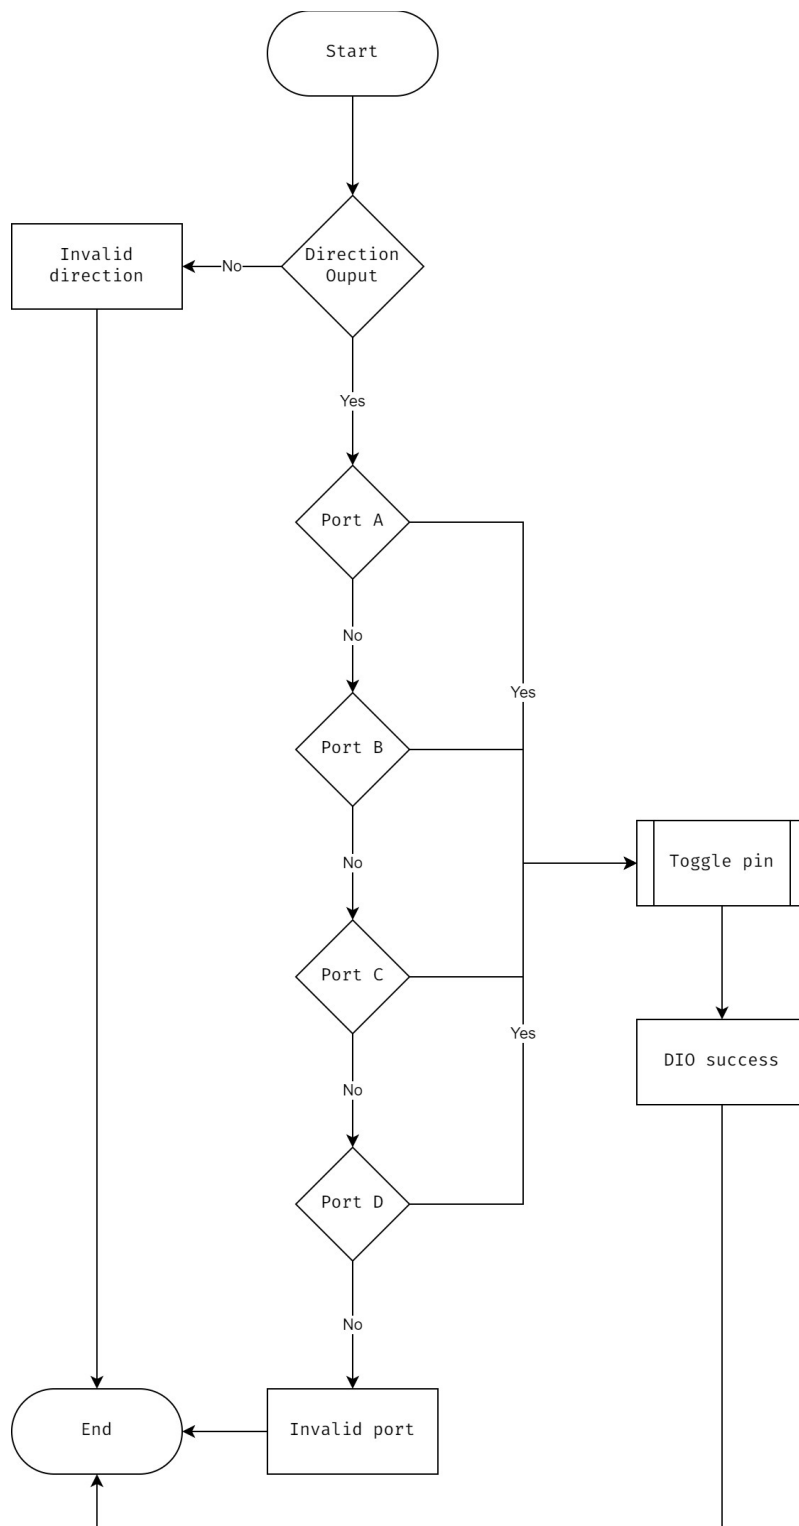 Start
Invalid
direction
No
Direction
Ouput
Yes
Port A
No
Yes
Port B
No
Toggle pin
Port C
Yes
DIO success
No
Port D
No
End
Invalid port